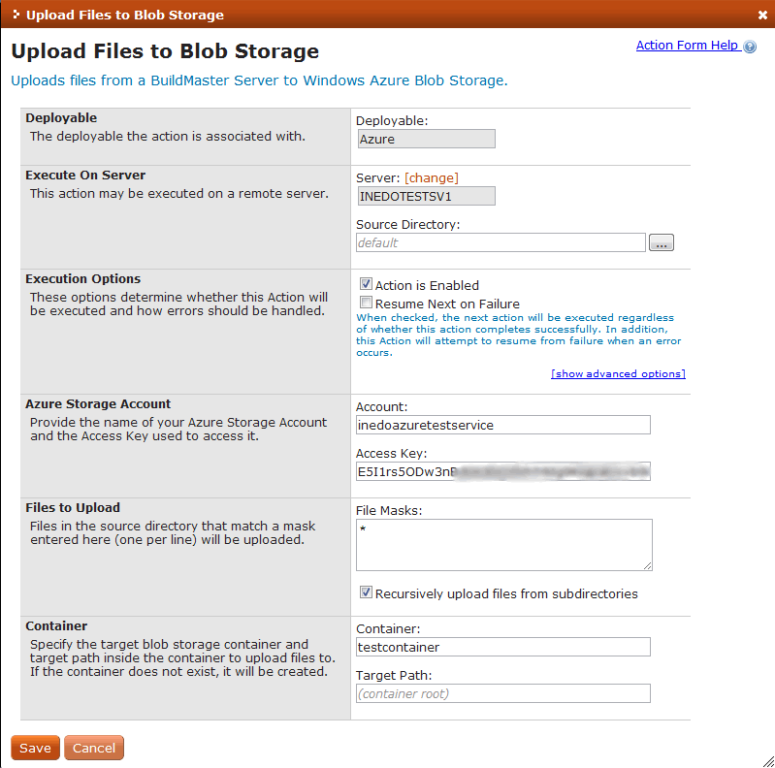 Upload Files to Blob Storage
Upload Files to Blob Storage
Action Form Help
Uploads files from a BuildMaster Server to Windows Azure Blob Storage.
Deployable
The deployable the action is associated with.
Deployable:
Azure
Execute On Server
This action may be executed on a remote server.
Server: [change]
INEDOTESTSV1
Source Directory:
default
...
Execution Options
These options determine whether this Action will
be executed and how errors should be handled.
Action is Enabled
Resume Next on Failure
When checked, the next action will be executed regardless
of whether this action completes successfully. In addition,
this Action will attempt to resume from failure when an error
occurs.
[show advanced options]
Azure Storage Account
Provide the name of your Azure Storage Account
and the Access Key used to access it.
Account:
inedoazuretestservice
Access Key:
Files to Upload
Files in the source directory that match a mask
entered here (one per line) will be uploaded.
File Masks:
*
Recursively upload files from subdirectories
Container
Specify the target blob storage container and
target path inside the container to upload files to.
If the container does not exist, it will be created.
Container:
testcontainer
Target Path:
(container root)
Save
Cancel